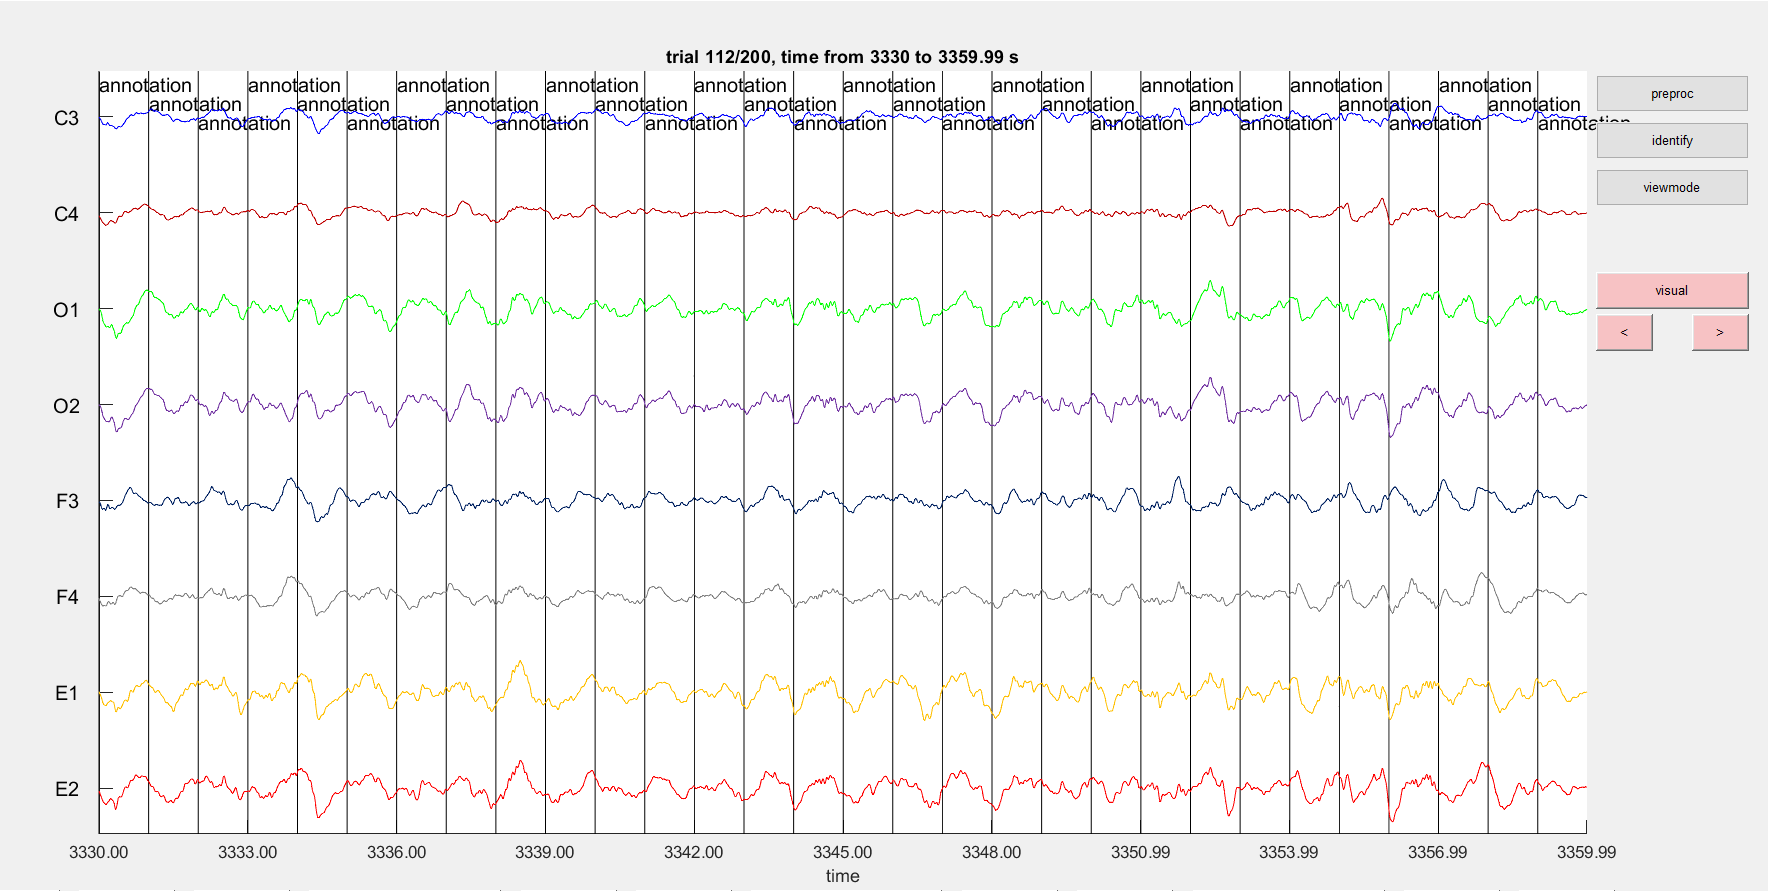 trial 112/200, time from 3330 to 3359.99 s
annotation annotation annotation annotation annotation annotation annotation annotation annotation annotation
annotation annotation annotation annotation annotation annotation annotation annotation annotation annotation
annotation annotation annotation annotation annotation annotation annotation annotation annotation annotation
C3
C4
O1
O2
F3
F4
E1
E2
3330.00 3333.00 3336.00 3339.00 3342.00 3345.00 3348.00 3350.99 3353.99 3356.99 3359.99
time
preproc
identify
viewmode
visual
< >